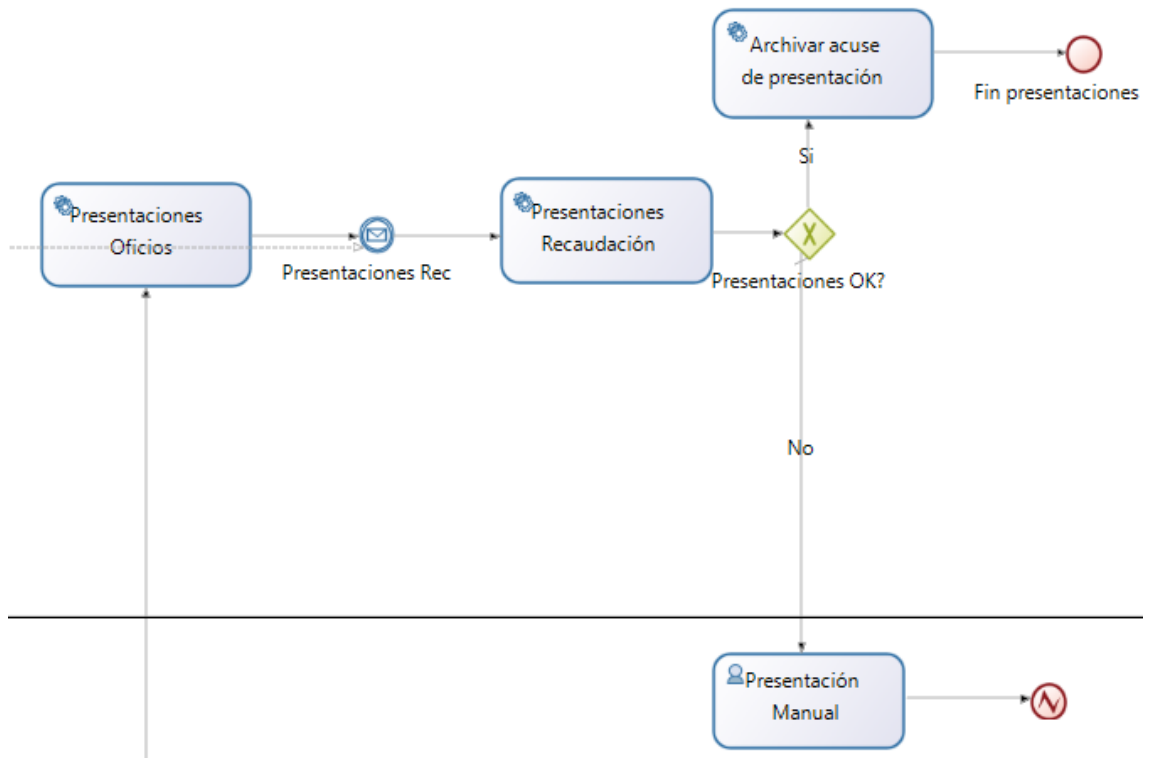 Archivar acuse
de presentación
Fin presentaciones
Si
Presentaciones
Oficios
Presentaciones Rec
Presentaciones
Recaudación
Presentaciones OK?
No
Presentación
Manual